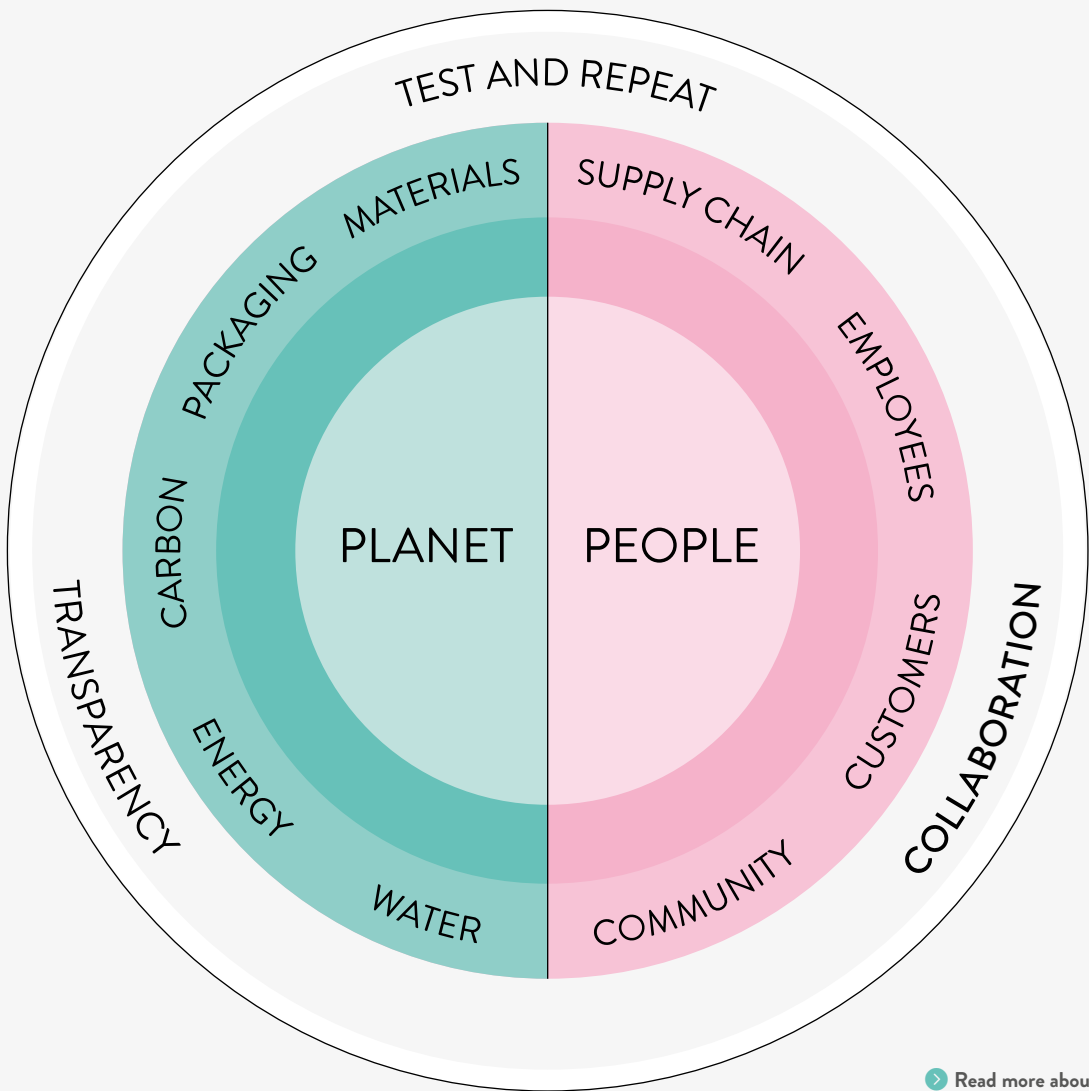 TEST AND REPEAT
MATERIALS
SUPPLY CHAIN
PACKAGING
EMPLOYEES
CARBON
PLANET
PEOPLE
TRANSPARENCY
CUSTOMERS
COLLABORATION
ENERGY
WATER
COMMUNITY
Read more abou